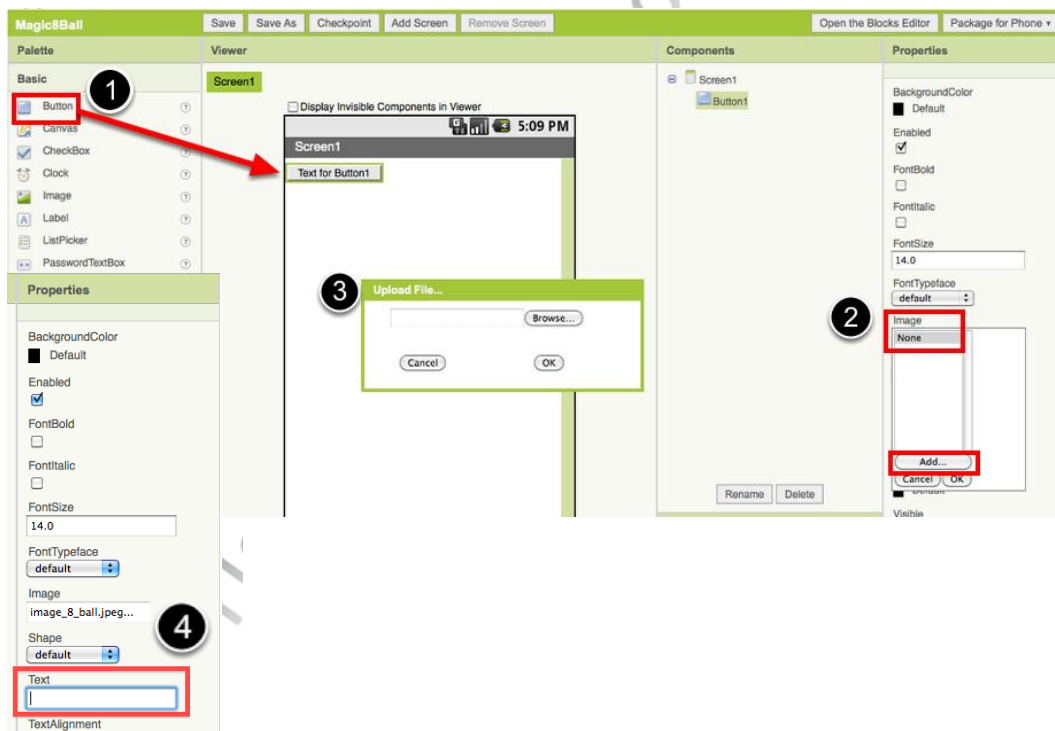 Magic8Ball
Save Save As Checkpoint Add Screen Remove Screen
Open the Blocks Editor Package for Phone
Palette
Viewer
Components
Properties
Basic
1
Button
Canvas
CheckBox
Clock
Image
Label
ListPicker
PasswordTextBox
Screen1
Display Invisible Components in Viewer
5:09 PM
Screen1
Text for Button1
3
Upload File...
Browse...
Cancel OK
Screen1
Button1
Rename Delete
BackgroundColor
Default
Enabled
FontBold
FontItalic
FontSize
14.0
FontTypeface
default
2
Image
None
Add...
Cancel OK
Default
Visible
Properties
BackgroundColor
Default
Enabled
FontBold
FontItalic
FontSize
14.0
FontTypeface
default
Image
image_8_ball.jpeg...
4
Shape
default
Text
TextAlignment